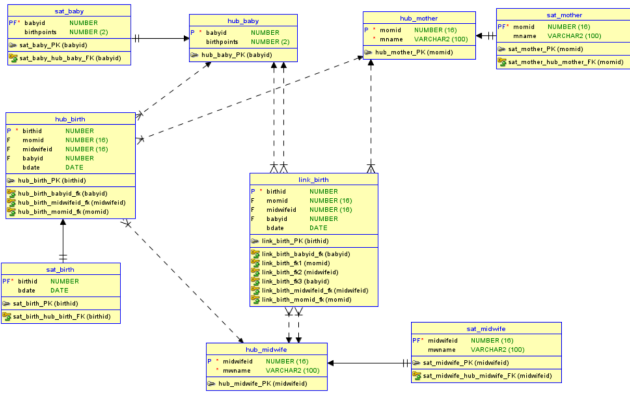 sat_baby
PF* babyid NUMBER
birthpoints NUMBER (2)
sat_baby_PK (babyid)
sat_baby_hub_baby_FK (babyid)
hub_baby
P * babyid NUMBER
birthpoints NUMBER (2)
hub_baby_PK (babyid)
hub_mother
P * momid NUMBER (16)
* mname VARCHAR2 (100)
hub_mother_PK (momid)
sat_mother
PF* momid NUMBER (16)
mname VARCHAR2 (100)
sat_mother_PK (momid)
sat_mother_hub_mother_FK (momid)
hub_birth
P * birthid NUMBER
F momid NUMBER (16)
F midwifeid NUMBER (16)
F babyid NUMBER
bdate DATE
hub_birth_PK (birthid)
hub_birth_babyid_fk (babyid)
hub_birth_midwifeid_fk (midwifeid)
hub_birth_momid_fk (momid)
linli_birth
P * birthid NUMBER
F momid NUMBER (16)
F midwifeid NUMBER (16)
F babyid NUMBER
bdate DATE
link_birth_PK (birthid)
link_birth_babyid_fk (babyid)
link_birth_fk1 (momid)
link_birth_fk2 (midwifeid)
link_birth_fk3 (babyid)
link_birth_midwifeid_fk (midwifeid)
link_birth_momid_fk (momid)
sat_birth
PF* birthid NUMBER
bdate DATE
sat_birth_PK (birthid)
sat_birth_hub_birth_FK (birthid)
hub_midwife
P * midwifeid NUMBER (16)
* mwname VARCHAR2 (100)
hub_midwife_PK (midwifeid)
sat_midwife
PF* midwifeid NUMBER (16)
mwname VARCHAR2 (100)
sat_midwife_PK (midwifeid)
sat_midwife_hub_midwife_FK (midwifeid)